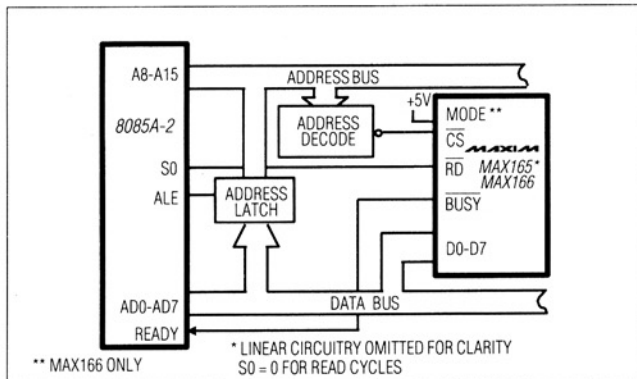 A8-A15
ADDRESS BUS
+5V
MODE **
8085A-2
ADDRESS
DECODE
CS
MAXIM
S0
RD
MAX165*
MAX166
ALE
ADDRESS
LATCH
BUSY
D0-D7
AD0-AD7
DATA BUS
READY
* LINEAR CIRCUITRY OMITTED FOR CLARITY
** MAX166 ONLY
S0 = 0 FOR READ CYCLES